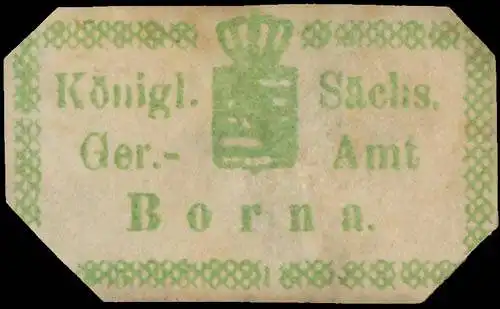 Königl. Sächs.
Ger.- Amt
Borna.